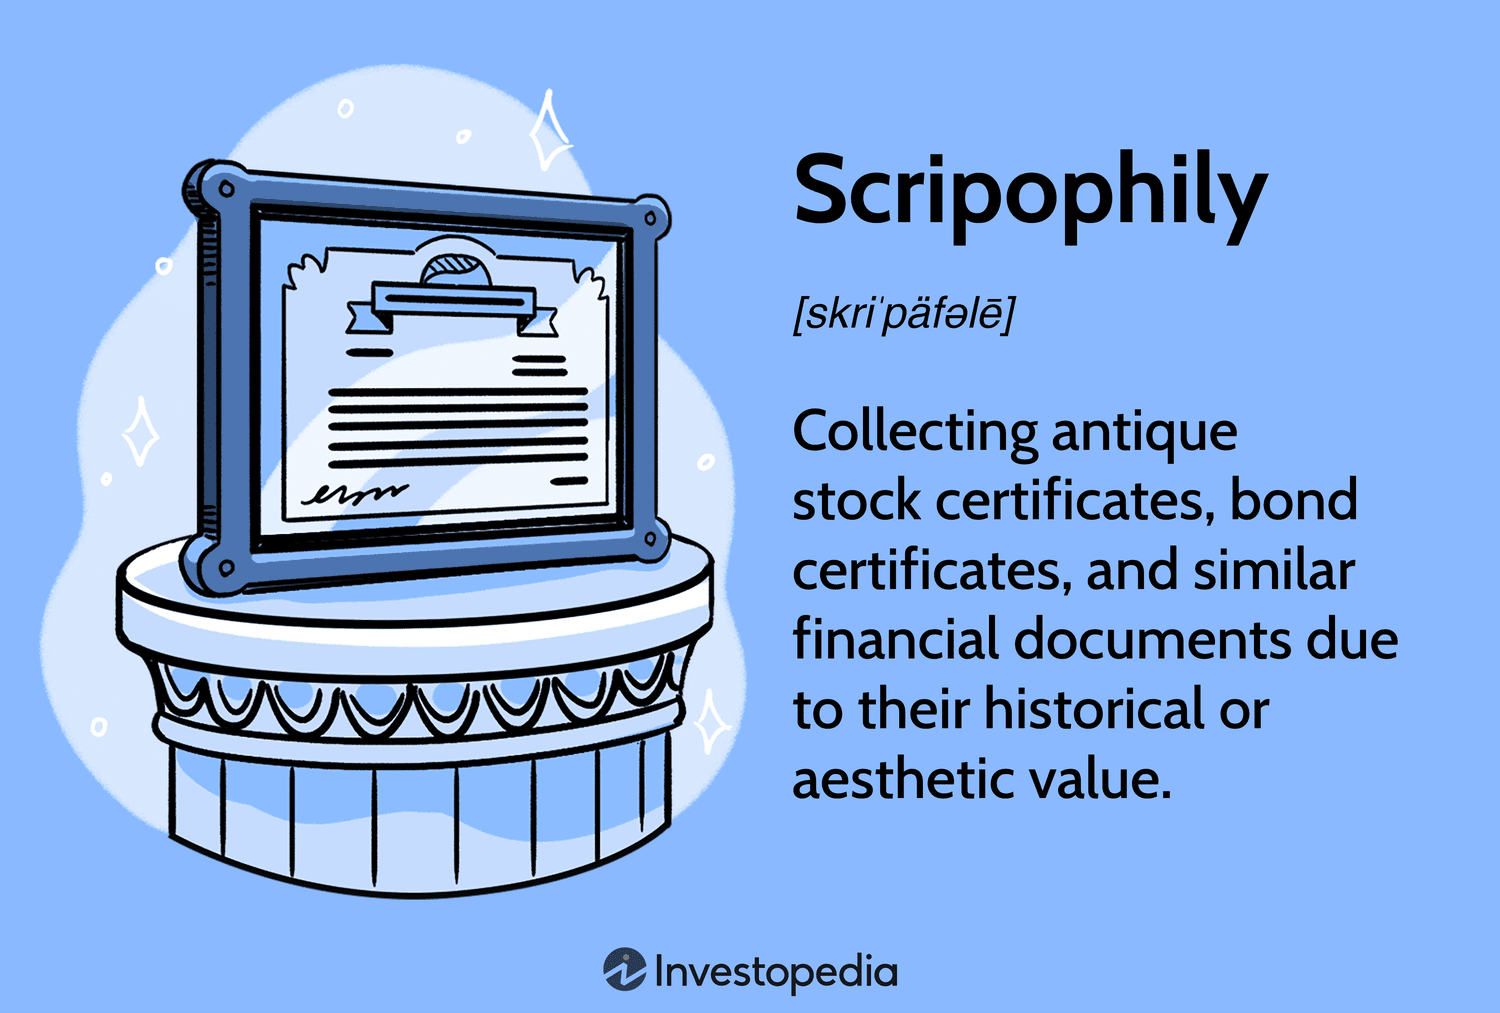 Scripophily
[skriˈpäfəlē]
Collecting antique
stock certificates, bond
certificates, and similar
financial documents due
to their historical or
aesthetic value.
Investopedia